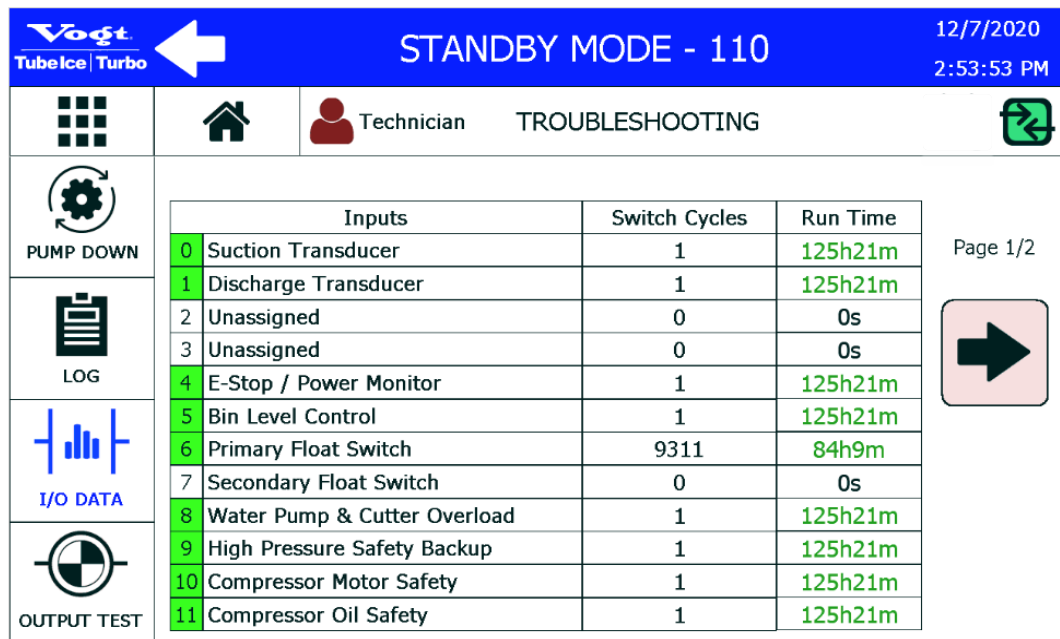 Vogt.
TubeIce Turbo
STANDBY MODE - 110
12/7/2020
2:53:53 PM
Technician
TROUBLESHOOTING
PUMP DOWN
LOG
I/O DATA
OUTPUT TEST
Inputs Switch Cycles Run Time
0 Suction Transducer 1 125h21m
1 Discharge Transducer 1 125h21m
2 Unassigned 0 0s
3 Unassigned 0 0s
4 E-Stop / Power Monitor 1 125h21m
5 Bin Level Control 1 125h21m
6 Primary Float Switch 9311 84h9m
7 Secondary Float Switch 0 0s
8 Water Pump & Cutter Overload 1 125h21m
9 High Pressure Safety Backup 1 125h21m
10 Compressor Motor Safety 1 125h21m
11 Compressor Oil Safety 1 125h21m
Page 1/2